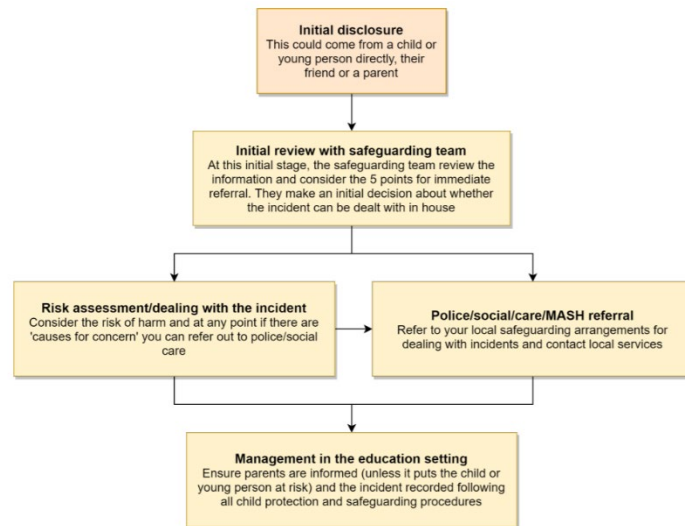 Initial disclosure
This could come from a child or
young person directly, their
friend or a parent
Initial review with safeguarding team
At this initial stage, the safeguarding team review the
information and consider the 5 points for immediate
referral. They make an initial decision about whether
the incident can be dealt with in house
Risk assessment/dealing with the incident
Consider the risk of harm and at any point if there are
'causes for concern' you can refer out to police/social
care
Police/social/care/MASH referral
Refer to your local safeguarding arrangements for
dealing with incidents and contact local services
Management in the education setting
Ensure parents are informed (unless it puts the child or
young person at risk) and the incident recorded following
all child protection and safeguarding procedures